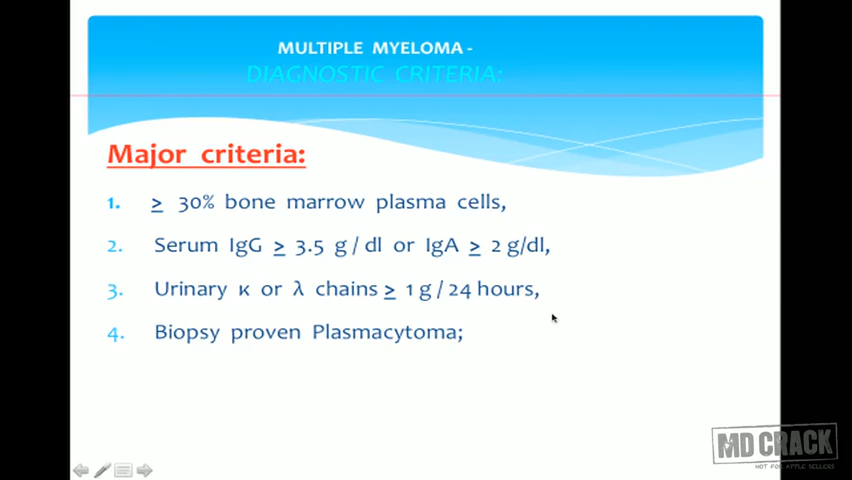 MULTIPLE MYELOMA -
DIAGNOSTIC CRITERIA:
Major criteria:
1. ≥ 30% bone marrow plasma cells,
2. Serum IgG ≥ 3.5 g / dl or IgA ≥ 2 g/dl,
3. Urinary κ or λ chains ≥ 1 g / 24 hours,
4. Biopsy proven Plasmacytoma;
MD CRACK
NOT FOR APPLE SELLERS